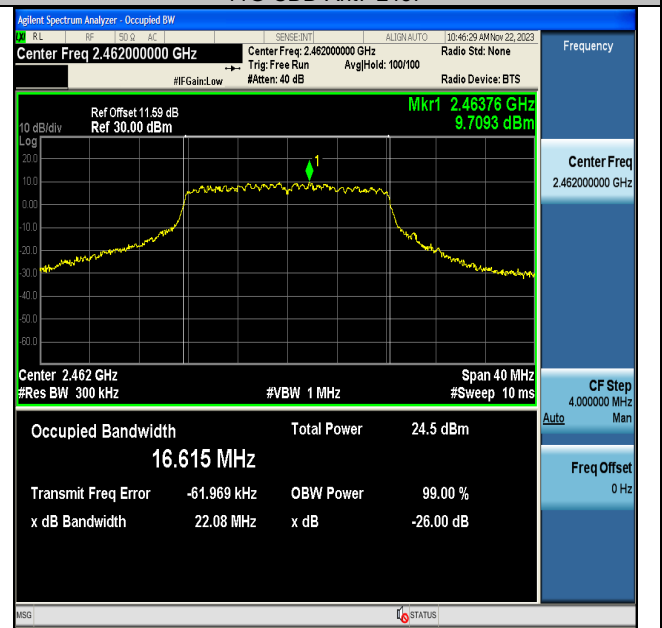 Agilent Spectrum Analyzer - Occupied BW
LXI RL RF 50 Ω AC SENSE:INT ALIGN AUTO 10:46:29 AM Nov 22, 2023
Center Freq 2.462000000 GHz Center Freq: 2.462000000 GHz Radio Std: None
Trig: Free Run Avg|Hold: 100/100
#IFGain:Low #Atten: 40 dB Radio Device: BTS
Frequency
Mkr1 2.46376 GHz
9.7093 dBm
Ref Offset 11.59 dB
10 dB/div Ref 30.00 dBm
Log
20.0
10.0
0.00
-10.0
-20.0
-30.0
-40.0
-50.0
-60.0
1
Center 2.462 GHz Span 40 MHz
#Res BW 300 kHz #VBW 1 MHz #Sweep 10 ms
Occupied Bandwidth Total Power 24.5 dBm
16.615 MHz
Transmit Freq Error -61.969 kHz OBW Power 99.00 %
x dB Bandwidth 22.08 MHz x dB -26.00 dB
Center Freq
2.462000000 GHz
CF Step
4.000000 MHz
Auto Man
Freq Offset
0 Hz
MSG STATUS